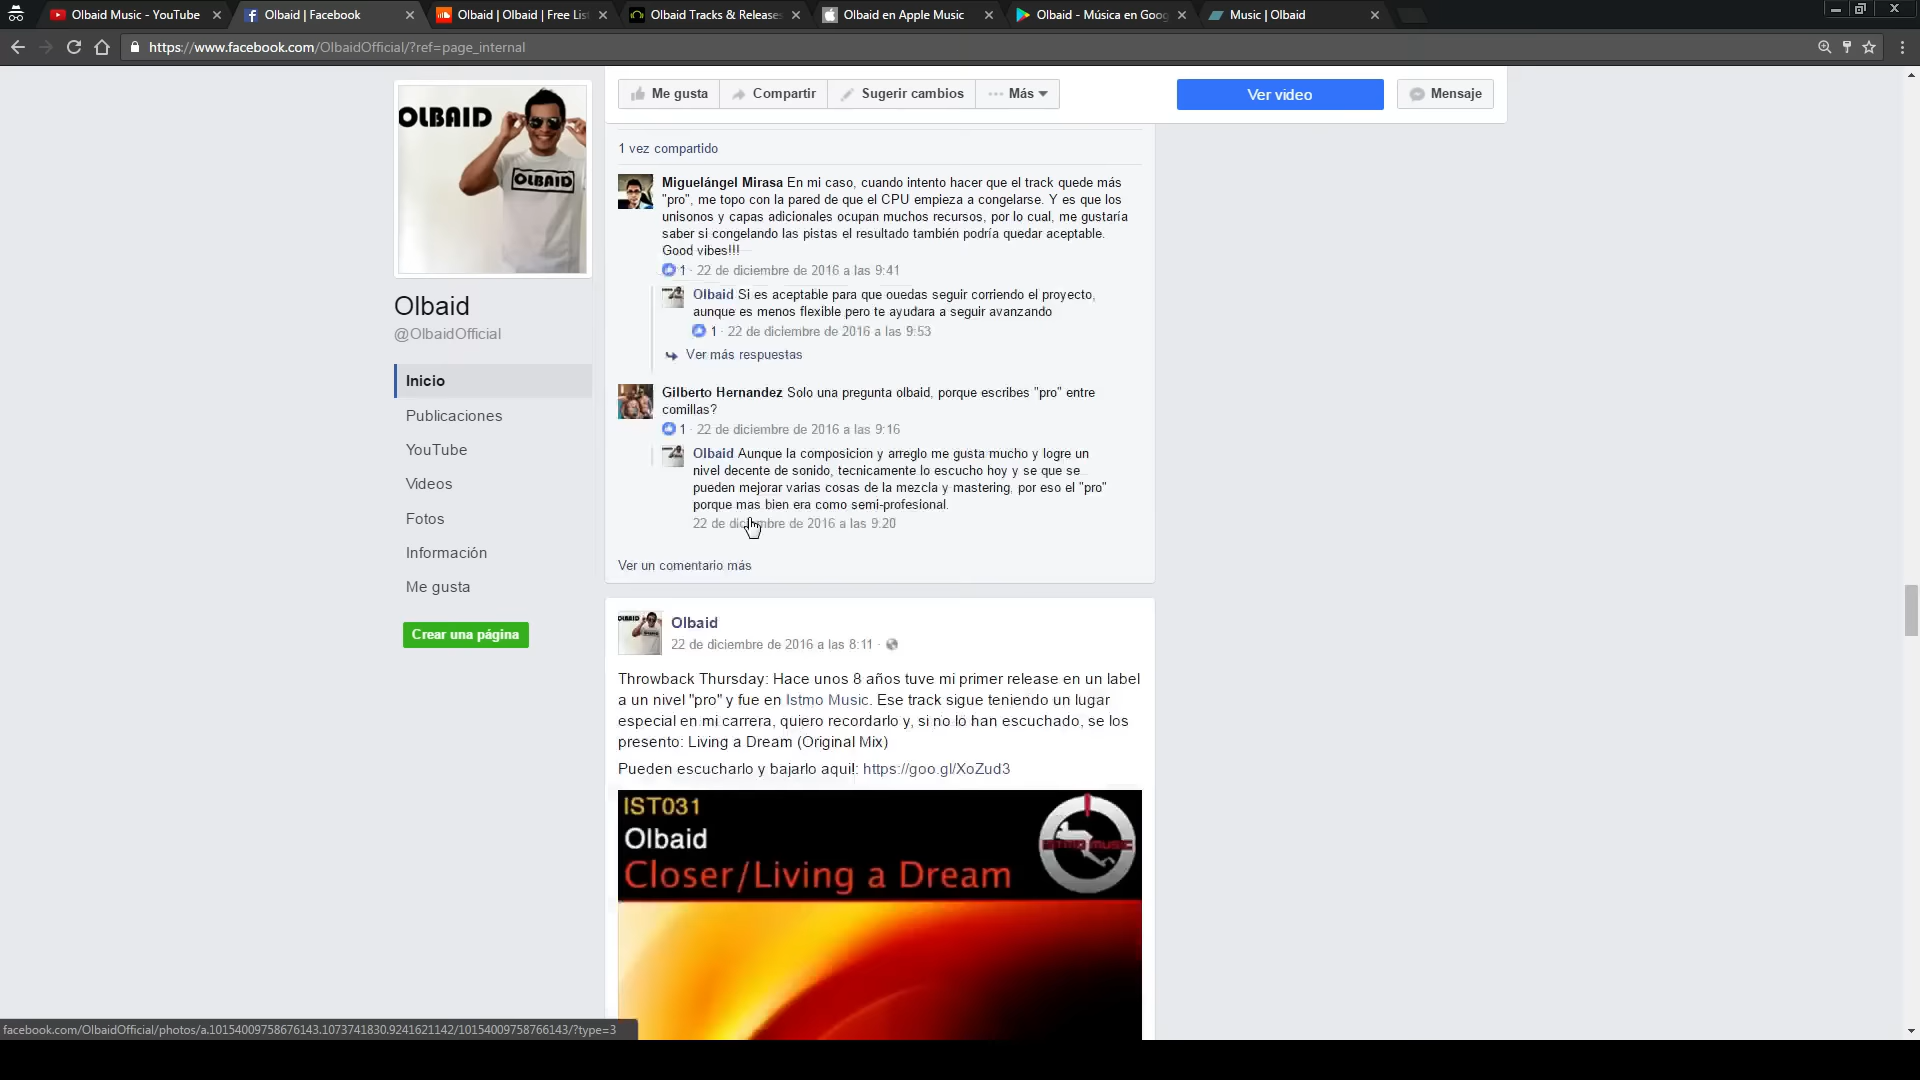 Olbaid Music - YouTube
Olbaid | Facebook
Olbaid | Olbaid | Free List
Olbaid Tracks & Releases
Olbaid en Apple Music
Olbaid - Música en Goog
Music | Olbaid
https://www.facebook.com/OlbaidOfficial/?ref=page_internal
OLBAID
OLBAID
Olbaid
@OlbaidOfficial
Inicio
Publicaciones
YouTube
Videos
Fotos
Información
Me gusta
Crear una página
Me gusta
Compartir
Sugerir cambios
Más
Ver video
Mensaje
1 vez compartido
Miguelángel Mirasa En mi caso, cuando intento hacer que el track quede más
"pro", me topo con la pared de que el CPU empieza a congelarse. Y es que los
unisonos y capas adicionales ocupan muchos recursos, por lo cual, me gustaría
saber si congelando las pistas el resultado también podría quedar aceptable.
Good vibes!!!
1 · 22 de diciembre de 2016 a las 9:41
Olbaid Si es aceptable para que ouedas seguir corriendo el proyecto,
aunque es menos flexible pero te ayudara a seguir avanzando
1 · 22 de diciembre de 2016 a las 9:53
Ver más respuestas
Gilberto Hernandez Solo una pregunta olbaid, porque escribes "pro" entre
comillas?
1 · 22 de diciembre de 2016 a las 9:16
Olbaid Aunque la composicion y arreglo me gusta mucho y logre un
nivel decente de sonido, tecnicamente lo escucho hoy y se que se
pueden mejorar varias cosas de la mezcla y mastering, por eso el "pro"
porque mas bien era como semi-profesional.
22 de diciembre de 2016 a las 9:20
Ver un comentario más
Olbaid
22 de diciembre de 2016 a las 8:11 ·
Throwback Thursday: Hace unos 8 años tuve mi primer release en un label
a un nivel "pro" y fue en Istmo Music. Ese track sigue teniendo un lugar
especial en mi carrera, quiero recordarlo y, si no lo han escuchado, se los
presento: Living a Dream (Original Mix)
Pueden escucharlo y bajarlo aqui!: https://goo.gl/XoZud3
IST031
Olbaid
Closer/Living a Dream
ISTMO MUSIC
facebook.com/OlbaidOfficial/photos/a.10154009758676143.1073741830.9241621142/10154009758766143/?type=3